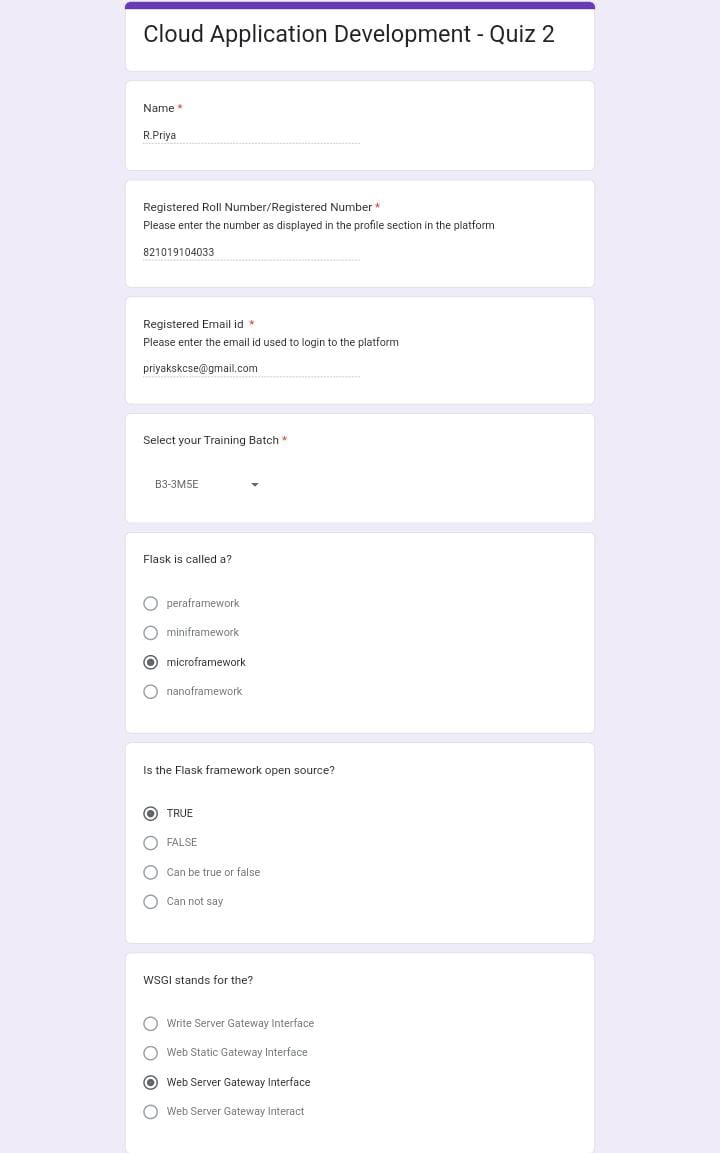 Cloud Application Development - Quiz 2
Name *
R.Priya
Registered Roll Number/Registered Number *
Please enter the number as displayed in the profile section in the platform
821019104033
Registered Email id *
Please enter the email id used to login to the platform
priyakskcse@gmail.com
Select your Training Batch *
B3-3M5E
Flask is called a?
peraframework
miniframework
microframework
nanoframework
Is the Flask framework open source?
TRUE
FALSE
Can be true or false
Can not say
WSGI stands for the?
Write Server Gateway Interface
Web Static Gateway Interface
Web Server Gateway Interface
Web Server Gateway Interact